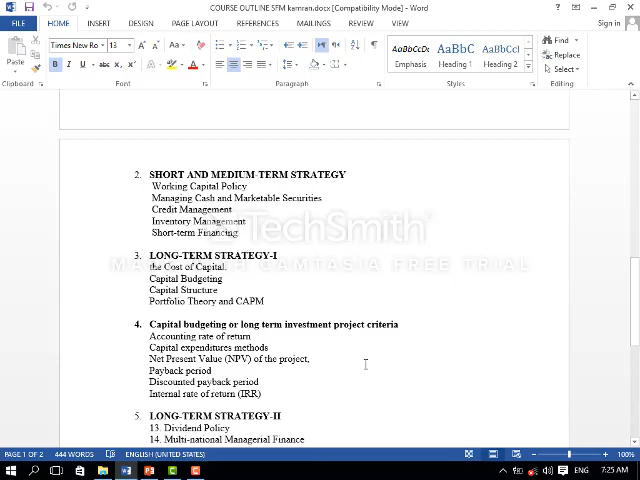 COURSE OUTLINE SFM kamran.docx [Compatibility Mode] - Word
Sign in
FILE HOME INSERT DESIGN PAGE LAYOUT REFERENCES MAILINGS REVIEW VIEW
Times New Ro 13
Paste
AaBbCcDc AaBbC AaBbCcI
Emphasis Heading 1 Heading 2
Find
Replace
Select
Clipboard Font Paragraph Styles Editing
2. SHORT AND MEDIUM-TERM STRATEGY
Working Capital Policy
Managing Cash and Marketable Securities
Credit Management
Inventory Management
Short-term Financing
TechSmith
MADE WITH CAMTASIA FREE TRIAL
3. LONG-TERM STRATEGY-I
the Cost of Capital,
Capital Budgeting
Capital Structure
Portfolio Theory and CAPM
4. Capital budgeting or long term investment project criteria
Accounting rate of return
Capital expenditures methods
Net Present Value (NPV) of the project,
Payback period
Discounted payback period
Internal rate of return (IRR)
5. LONG-TERM STRATEGY-II
13. Dividend Policy
14. Multi-national Managerial Finance
PAGE 1 OF 2 444 WORDS ENGLISH (UNITED STATES) 100%
ENG 7:25 AM